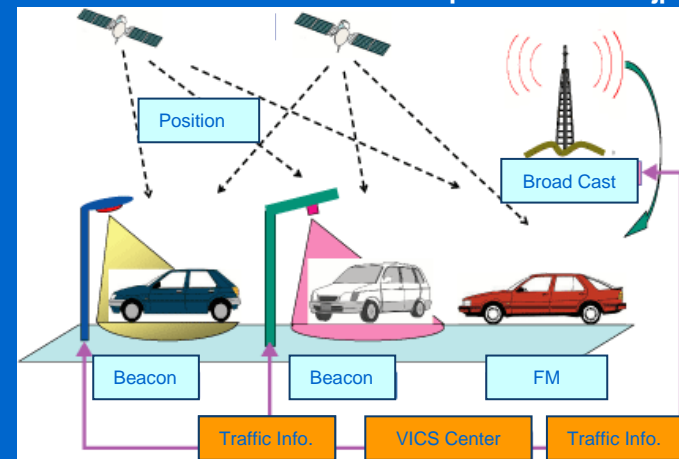 Position
Broad Cast
Beacon
Beacon
FM
Traffic Info.
VICS Center
Traffic Info.